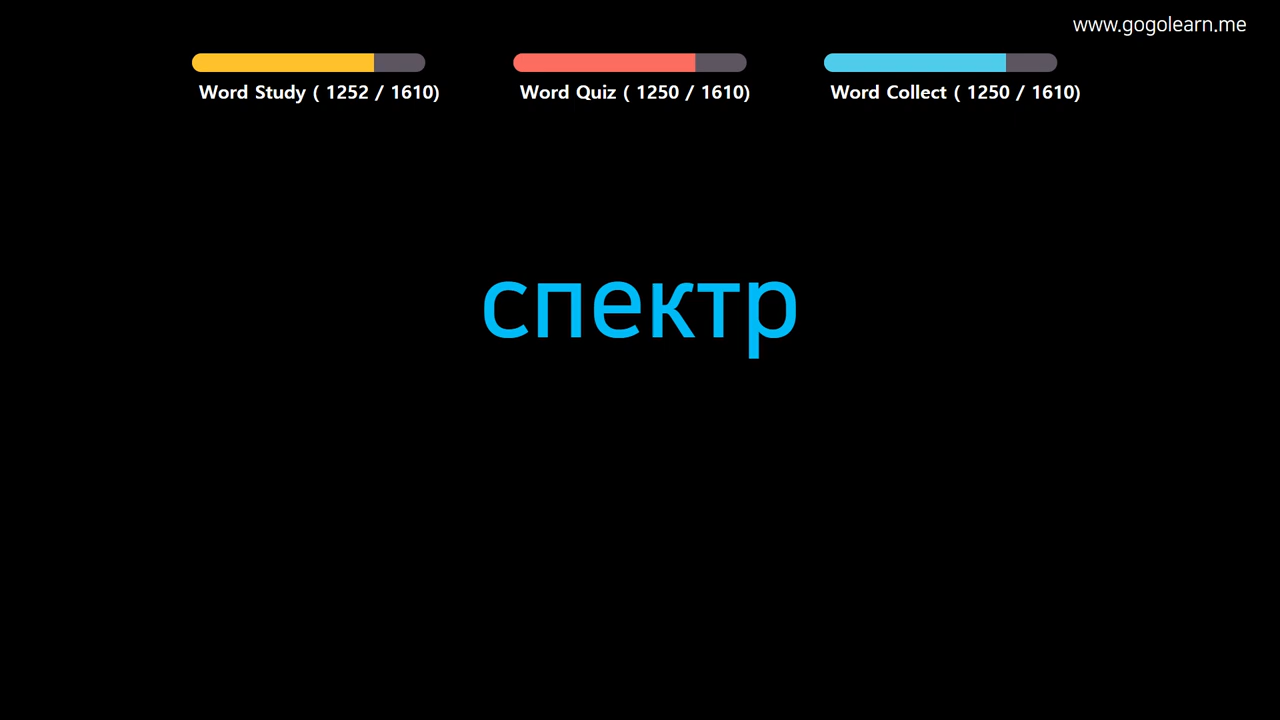 www.gogolearn.me
Word Study ( 1252 / 1610)
Word Quiz ( 1250 / 1610)
Word Collect ( 1250 / 1610)
спектр